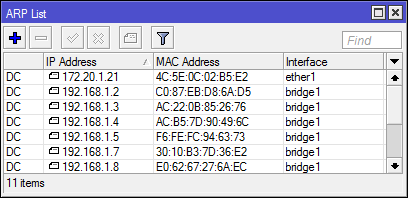 ARP List
Find
IP Address MAC Address Interface
DC 172.20.1.21 4C:5E:0C:02:B5:E2 ether1
DC 192.168.1.2 C0:87:EB:D8:6A:D5 bridge1
DC 192.168.1.3 AC:22:0B:85:26:76 bridge1
DC 192.168.1.4 AC:B5:7D:90:49:6C bridge1
DC 192.168.1.5 F6:FE:FC:94:63:73 bridge1
DC 192.168.1.7 30:10:B3:7D:36:E2 bridge1
DC 192.168.1.8 E0:62:67:27:6A:EC bridge1
11 items